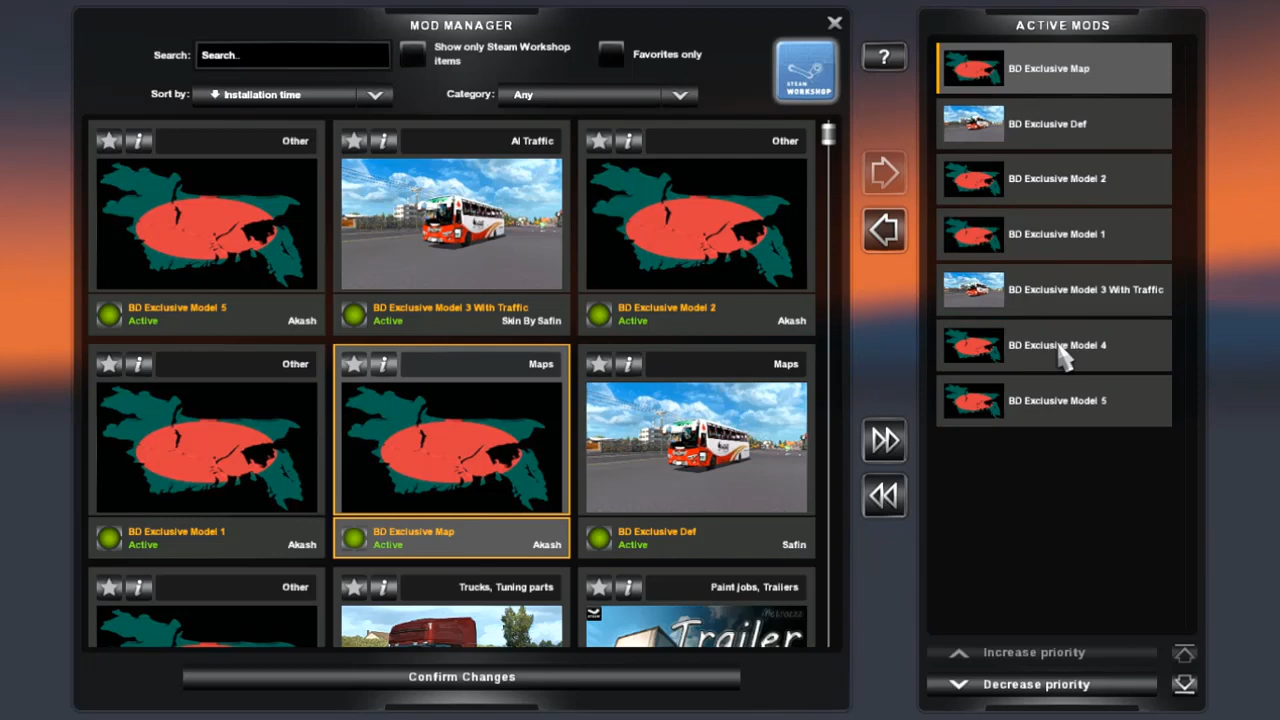 MOD MANAGER
Search:
Search..
Show only Steam Workshop
items
Favorites only
STEAM
WORKSHOP
Sort by:
Installation time
Category:
Any
Other
BD Exclusive Model 5
Active
Akash
AI Traffic
BD Exclusive Model 3 With Traffic
Active
Skin By Safin
Other
BD Exclusive Model 2
Active
Akash
Other
BD Exclusive Model 1
Active
Akash
Maps
BD Exclusive Map
Active
Akash
Maps
BD Exclusive Def
Active
Safin
Other
Trucks, Tuning parts
Paint jobs, Trailers
Trailer
Confirm Changes
?
ACTIVE MODS
BD Exclusive Map
BD Exclusive Def
BD Exclusive Model 2
BD Exclusive Model 1
BD Exclusive Model 3 With Traffic
BD Exclusive Model 4
BD Exclusive Model 5
Increase priority
Decrease priority